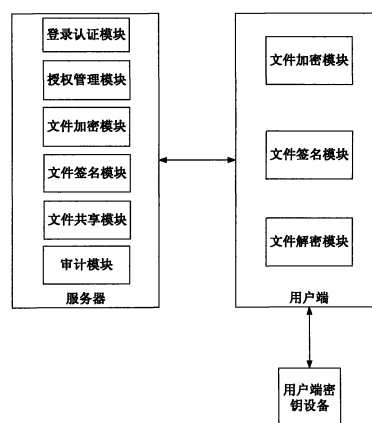 登录认证模块
授权管理模块
文件加密模块
文件签名模块
文件共享模块
审计模块
服务器
文件加密模块
文件签名模块
文件解密模块
用户端
用户端密
钥设备